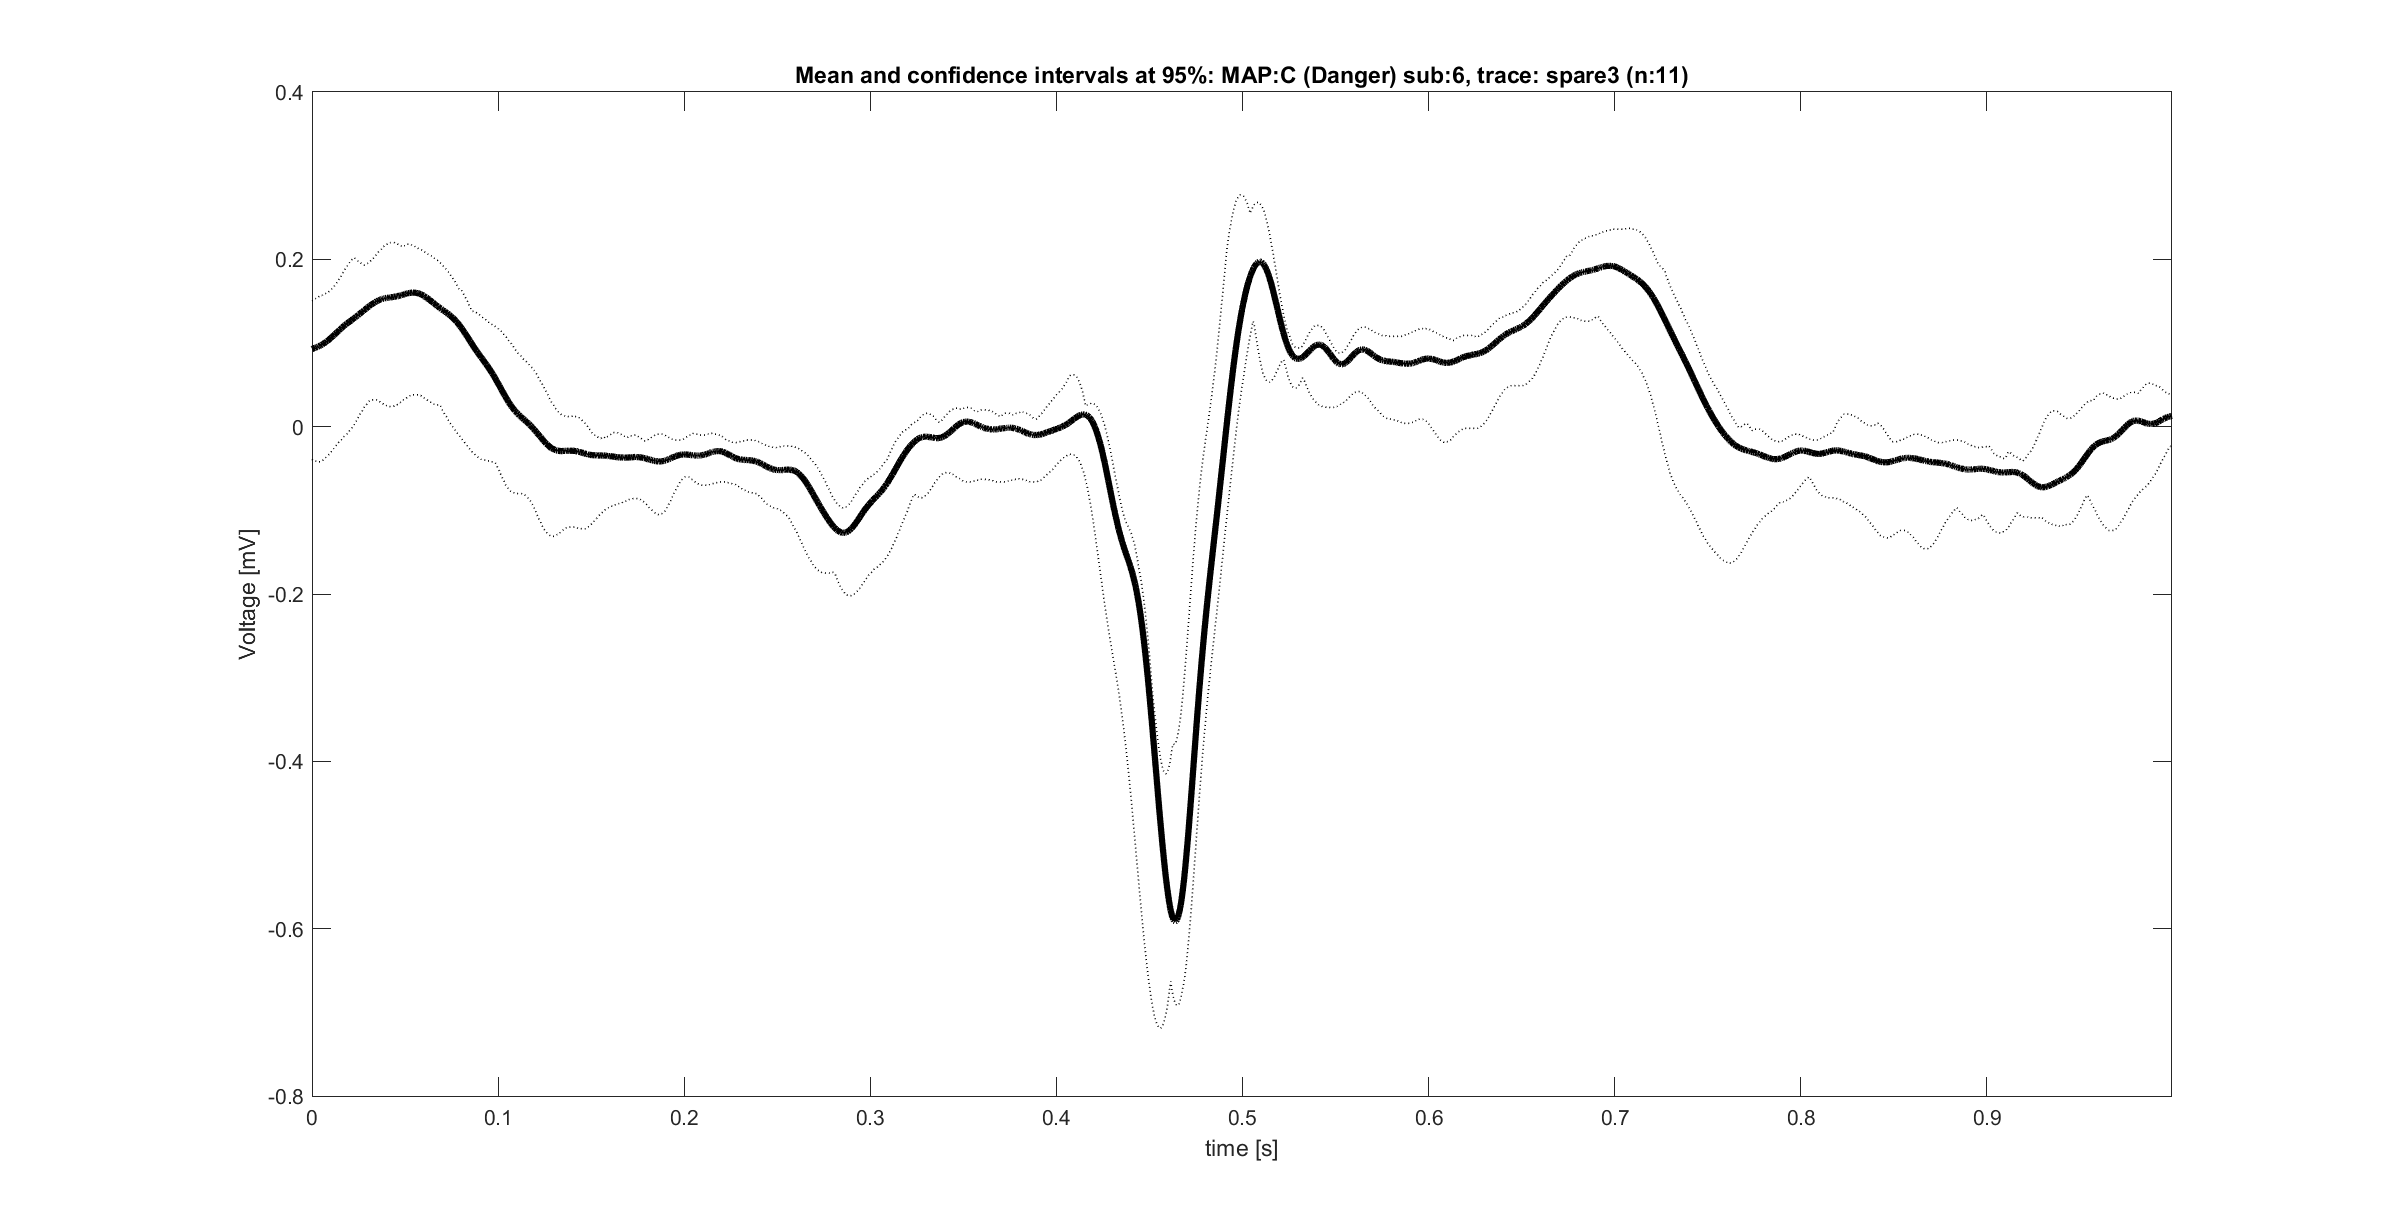 Mean and confidence intervals at 95%: MAP:C (Danger) sub:6, trace: spare3 (n:11)
0.4
0.2
0
-0.2
-0.4
-0.6
-0.8
Voltage [mV]
0 0.1 0.2 0.3 0.4 0.5 0.6 0.7 0.8 0.9
time [s]